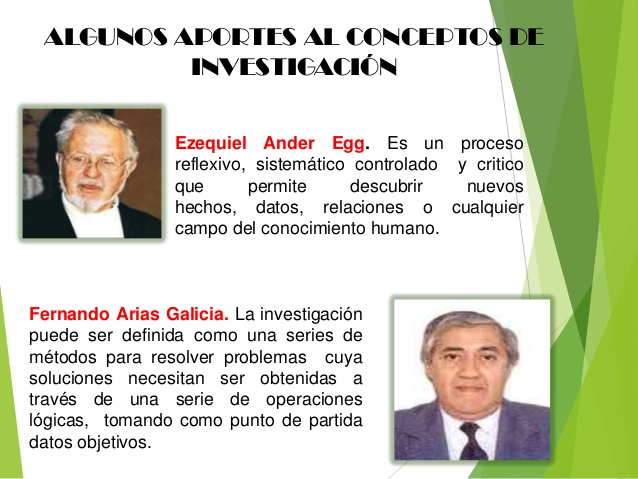 ALGUNOS APORTES AL CONCEPTOS DE
INVESTIGACIÓN
Ezequiel Ander Egg. Es un proceso
reflexivo, sistemático controlado y critico
que permite descubrir nuevos
hechos, datos, relaciones o cualquier
campo del conocimiento humano.
Fernando Arias Galicia. La investigación
puede ser definida como una series de
métodos para resolver problemas cuya
soluciones necesitan ser obtenidas a
través de una serie de operaciones
lógicas, tomando como punto de partida
datos objetivos.